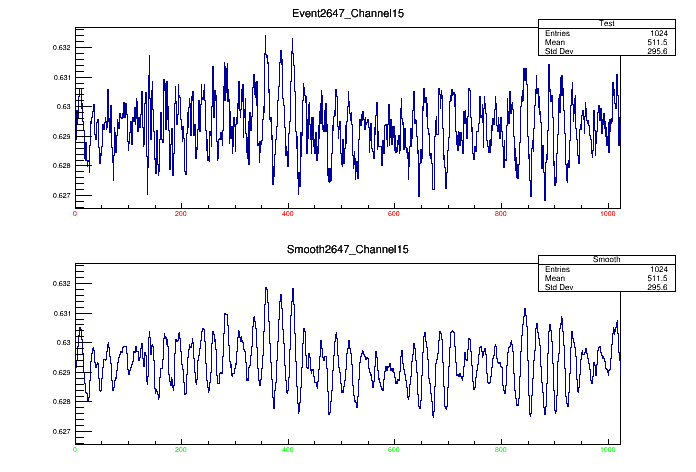 Event2647_Channel15
Test
Entries 1024
Mean 511.5
Std Dev 295.6
0.632
0.631
0.63
0.629
0.628
0.627
0 200 400 600 800 1000
Smooth2647_Channel15
Smooth
Entries 1024
Mean 511.5
Std Dev 295.6
0.632
0.631
0.63
0.629
0.628
0.627
0 200 400 600 800 1000